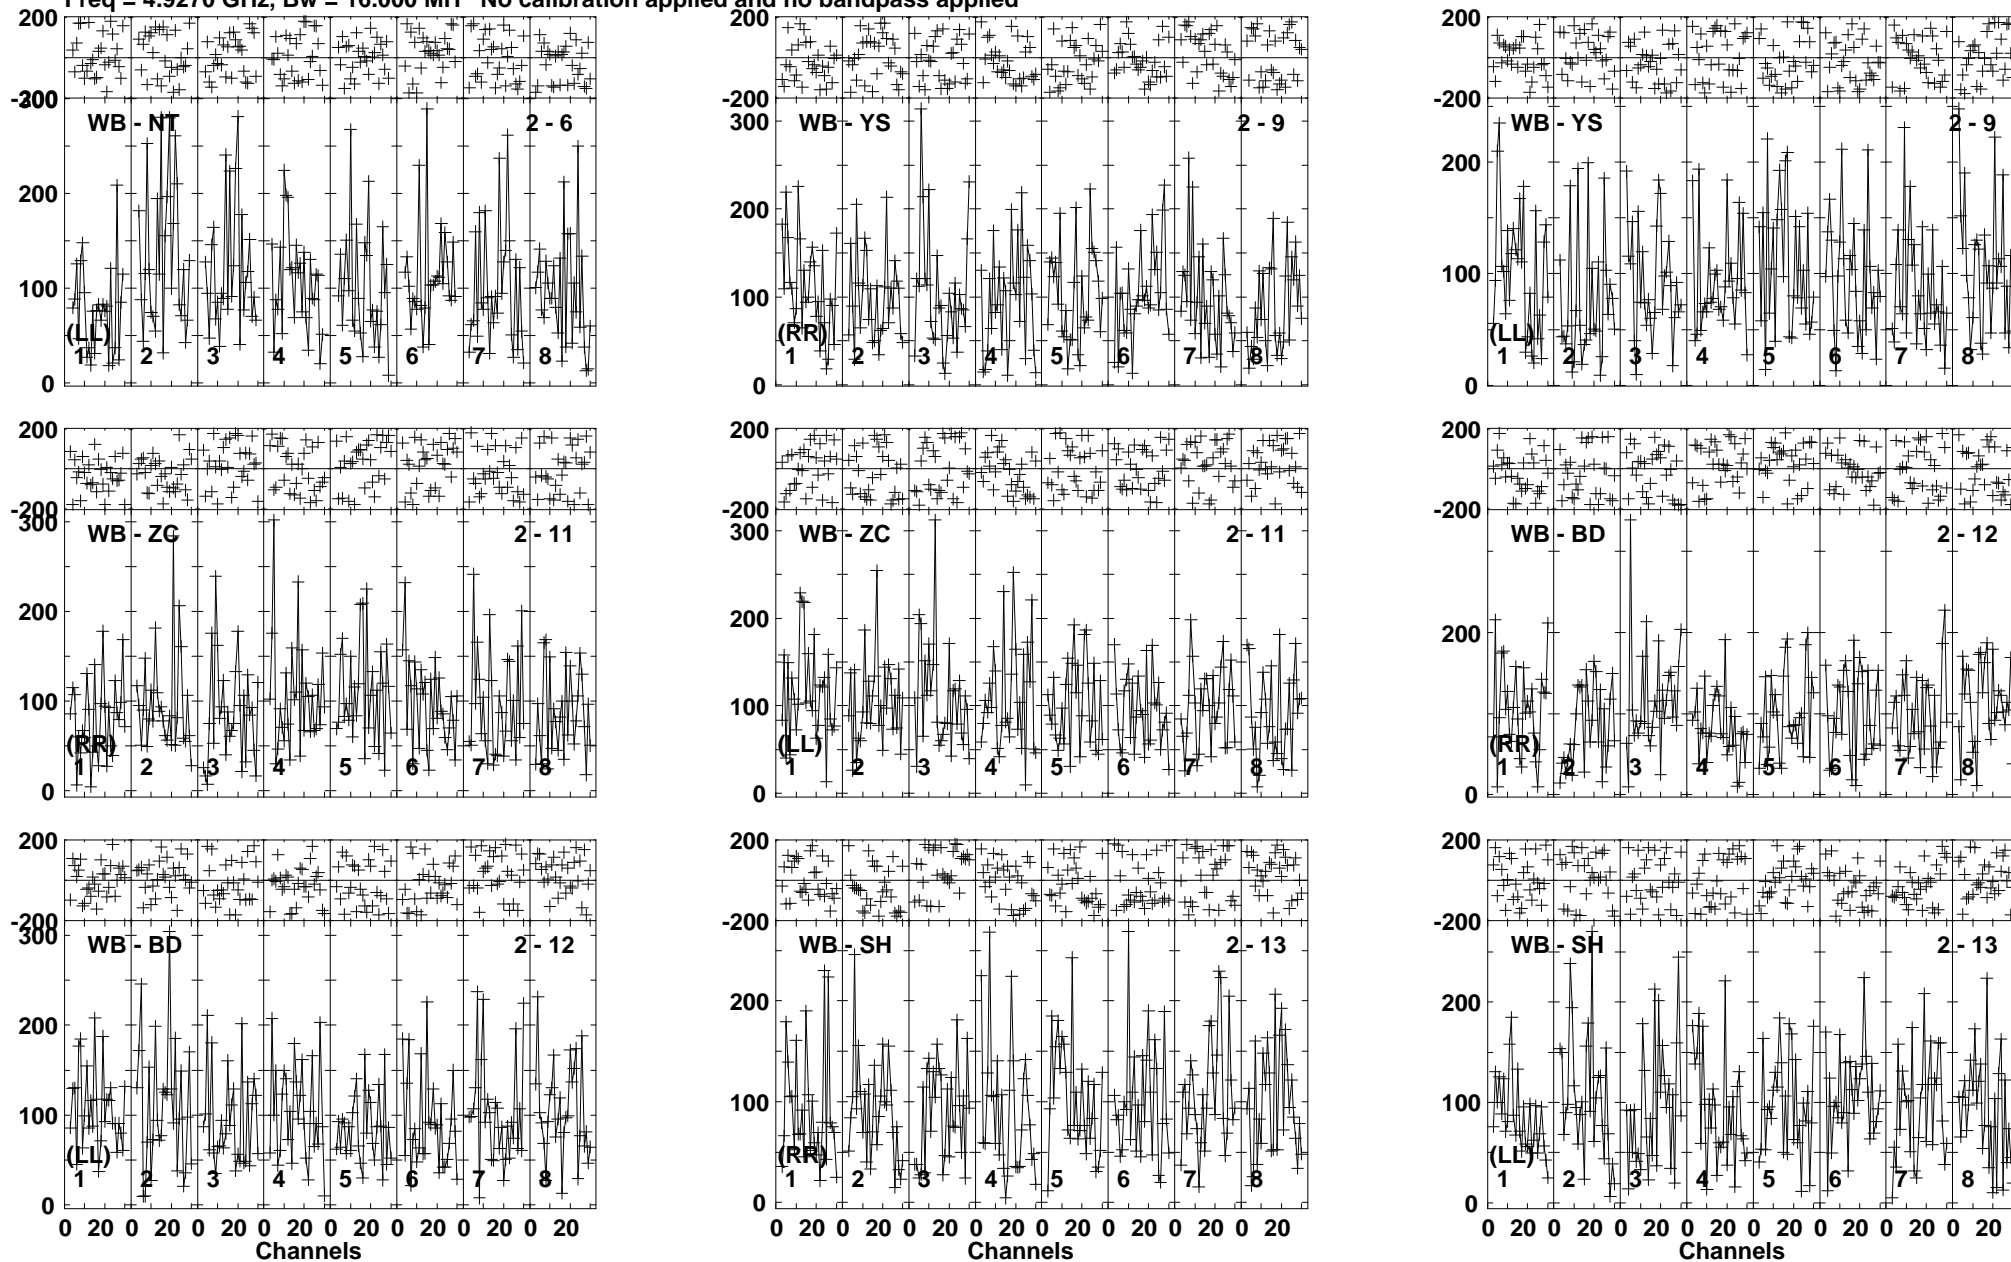 Freq = 4.9270 GHz, Bw = 16.000 MH No calibration applied and no bandpass applied
200 200 200
-200 -200 -200
WB - NT 2 - 6 WB - YS 2 - 9 WB - YS 2 - 9
300
200 200 200
100 100 100
(LL) (RR) (LL)
1 2 3 4 5 6 7 8 1 2 3 4 5 6 7 8 1 2 3 4 5 6 7 8
0 0 0
200 200 200
-200 -200 -200
300 300
WB - ZC 2 - 11 WB - ZC 2 - 11 WB - BD 2 - 12
200 200 200
100 100
(RR) (LL) (RR)
1 2 3 4 5 6 7 8 1 2 3 4 5 6 7 8 1 2 3 4 5 6 7 8
0 0 0
200 200 200
-200 -200 -200
300
WB - BD 2 - 12 WB - SH 2 - 13 WB - SH 2 - 13
200 200 200
100 100 100
(LL) (RR) (LL)
1 2 3 4 5 6 7 8 1 2 3 4 5 6 7 8 1 2 3 4 5 6 7 8
0 0 0
0 20 0 20 0 20 0 20 0 20 0 20 0 20 0 20 0 20 0 20 0 20 0 20 0 20 0 20 0 20 0 20 0 20 0 20 0 20 0 20 0 20 0 20 0 20 0 20
Channels Channels Channels